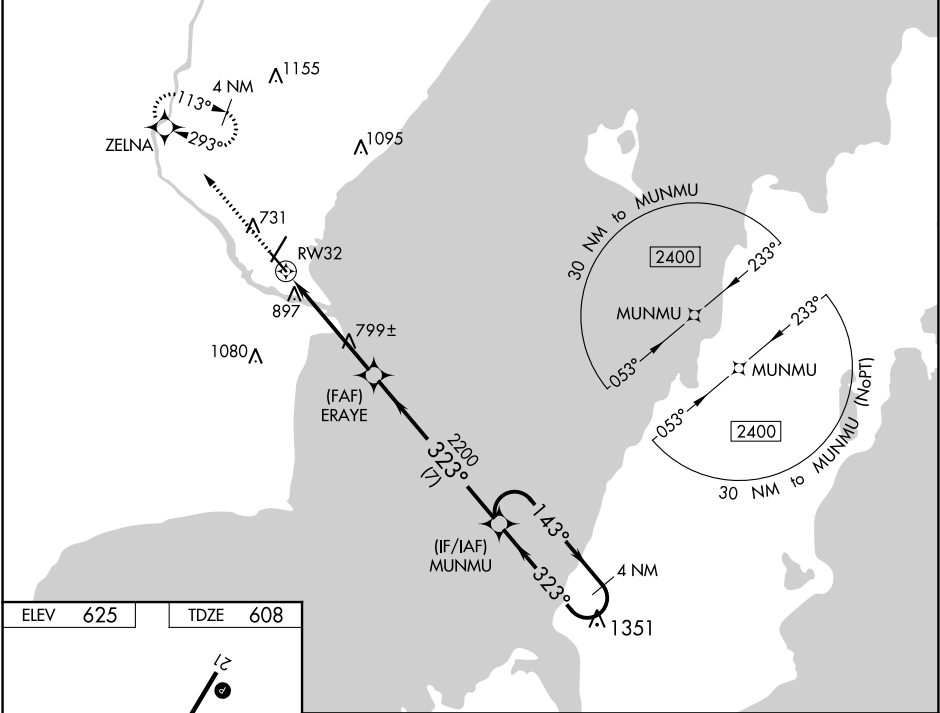 1155
4 NM
113°
293°
ZELNA
1095
731
RW32
897
799±
1080
(FAF)
ERAYE
2200
323°
(7)
(IF/IAF)
MUNMU
143°
323°
4 NM
1351
30 NM to MUNMU
2400
233°
MUNMU
053°
233°
MUNMU
053°
2400
30 NM to MUNMU (NoPT)
ELEV 625
TDZE 608
21
P